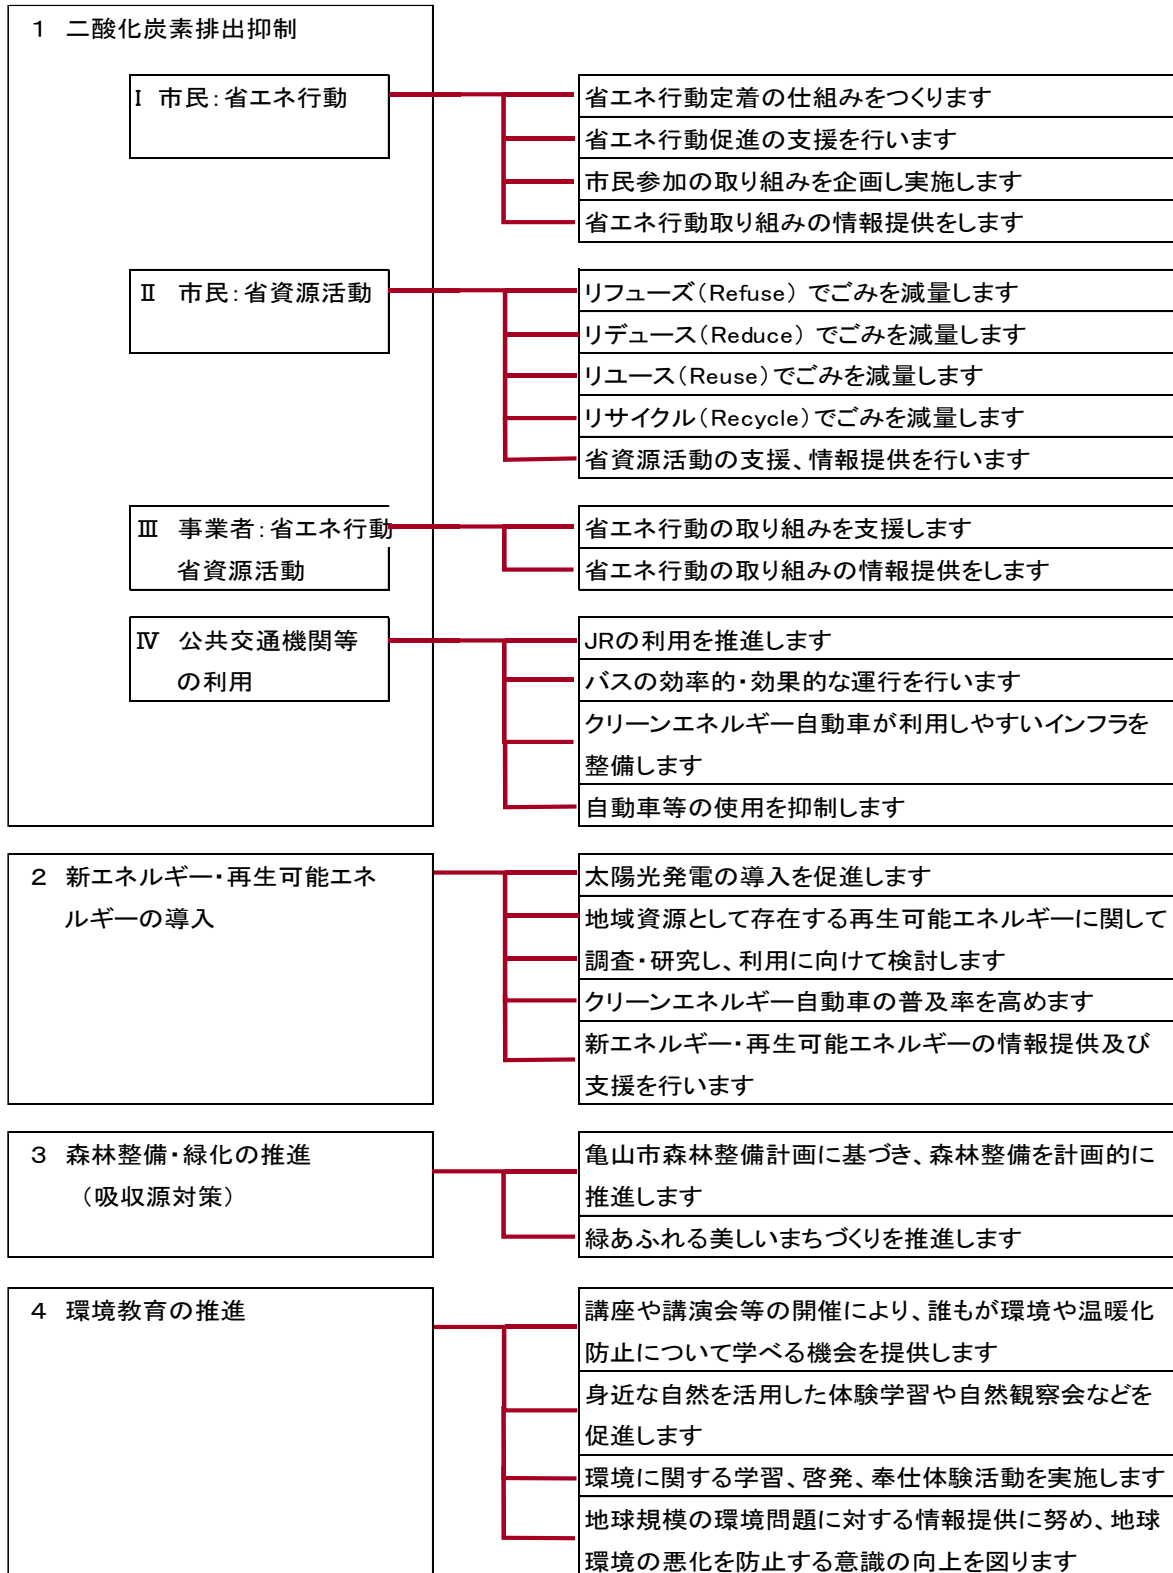 1 二酸化炭素排出抑制
Ⅰ 市民:省エネ行動
省エネ行動定着の仕組みをつくります
省エネ行動促進の支援を行います
市民参加の取り組みを企画し実施します
省エネ行動取り組みの情報提供をします
Ⅱ 市民:省資源活動
リフューズ(Refuse) でごみを減量します
リデュース(Reduce) でごみを減量します
リユース(Reuse)でごみを減量します
リサイクル(Recycle)でごみを減量します
省資源活動の支援、情報提供を行います
Ⅲ 事業者:省エネ行動
省資源活動
省エネ行動の取り組みを支援します
省エネ行動の取り組みの情報提供をします
Ⅳ 公共交通機関等
の利用
JRの利用を推進します
バスの効率的・効果的な運行を行います
クリーンエネルギー自動車が利用しやすいインフラを
整備します
自動車等の使用を抑制します
2 新エネルギー・再生可能エネ
ルギーの導入
太陽光発電の導入を促進します
地域資源として存在する再生可能エネルギーに関して
調査・研究し、利用に向けて検討します
クリーンエネルギー自動車の普及率を高めます
新エネルギー・再生可能エネルギーの情報提供及び
支援を行います
3 森林整備・緑化の推進
(吸収源対策)
亀山市森林整備計画に基づき、森林整備を計画的に
推進します
緑あふれる美しいまちづくりを推進します
4 環境教育の推進
講座や講演会等の開催により、誰もが環境や温暖化
防止について学べる機会を提供します
身近な自然を活用した体験学習や自然観察会などを
促進します
環境に関する学習、啓発、奉仕体験活動を実施します
地球規模の環境問題に対する情報提供に努め、地球
環境の悪化を防止する意識の向上を図ります